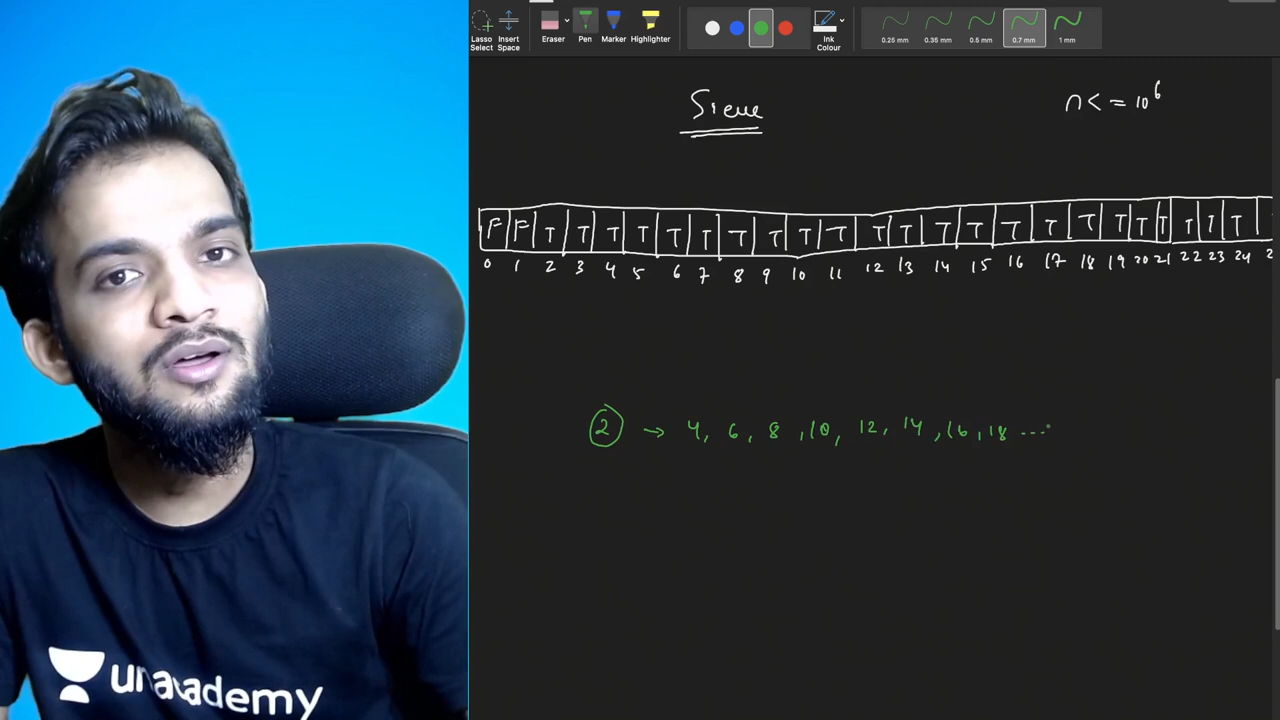 Lasso Select
Insert Space
Eraser
Pen
Marker
Highlighter
Ink Colour
0.25 mm
0.35 mm
0.5 mm
0.7 mm
1 mm
Sieve
n <= 10^6
F F T T T T T T T T T T T T T T T T T T T T T T T
0 1 2 3 4 5 6 7 8 9 10 11 12 13 14 15 16 17 18 19 20 21 22 23 24 2
2 → 4, 6, 8, 10, 12, 14, 16, 18 ....
unacademy